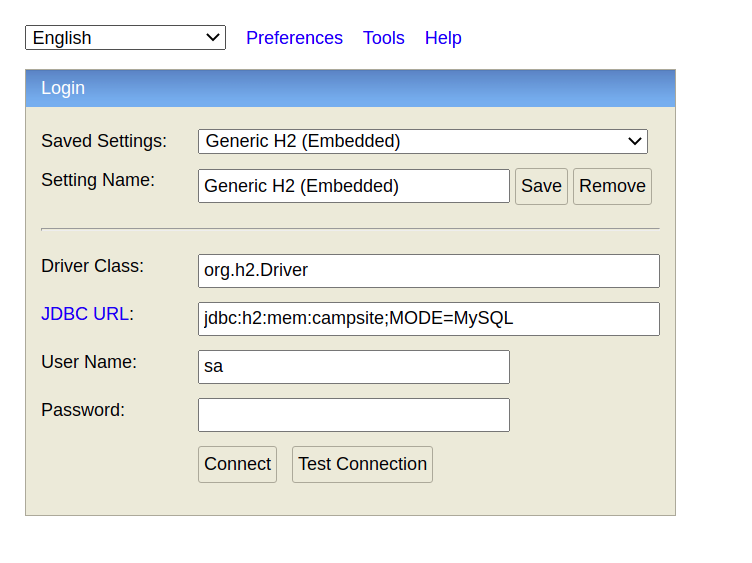 English Preferences Tools Help
Login
Saved Settings: Generic H2 (Embedded)
Setting Name: Generic H2 (Embedded) Save Remove
Driver Class: org.h2.Driver
JDBC URL: jdbc:h2:mem:campsite;MODE=MySQL
User Name: sa
Password:
Connect Test Connection